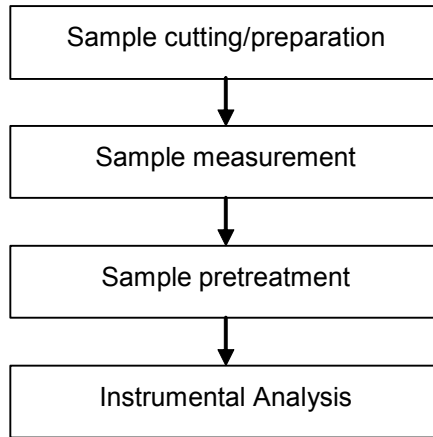 Sample cutting/preparation
Sample measurement
Sample pretreatment
Instrumental Analysis